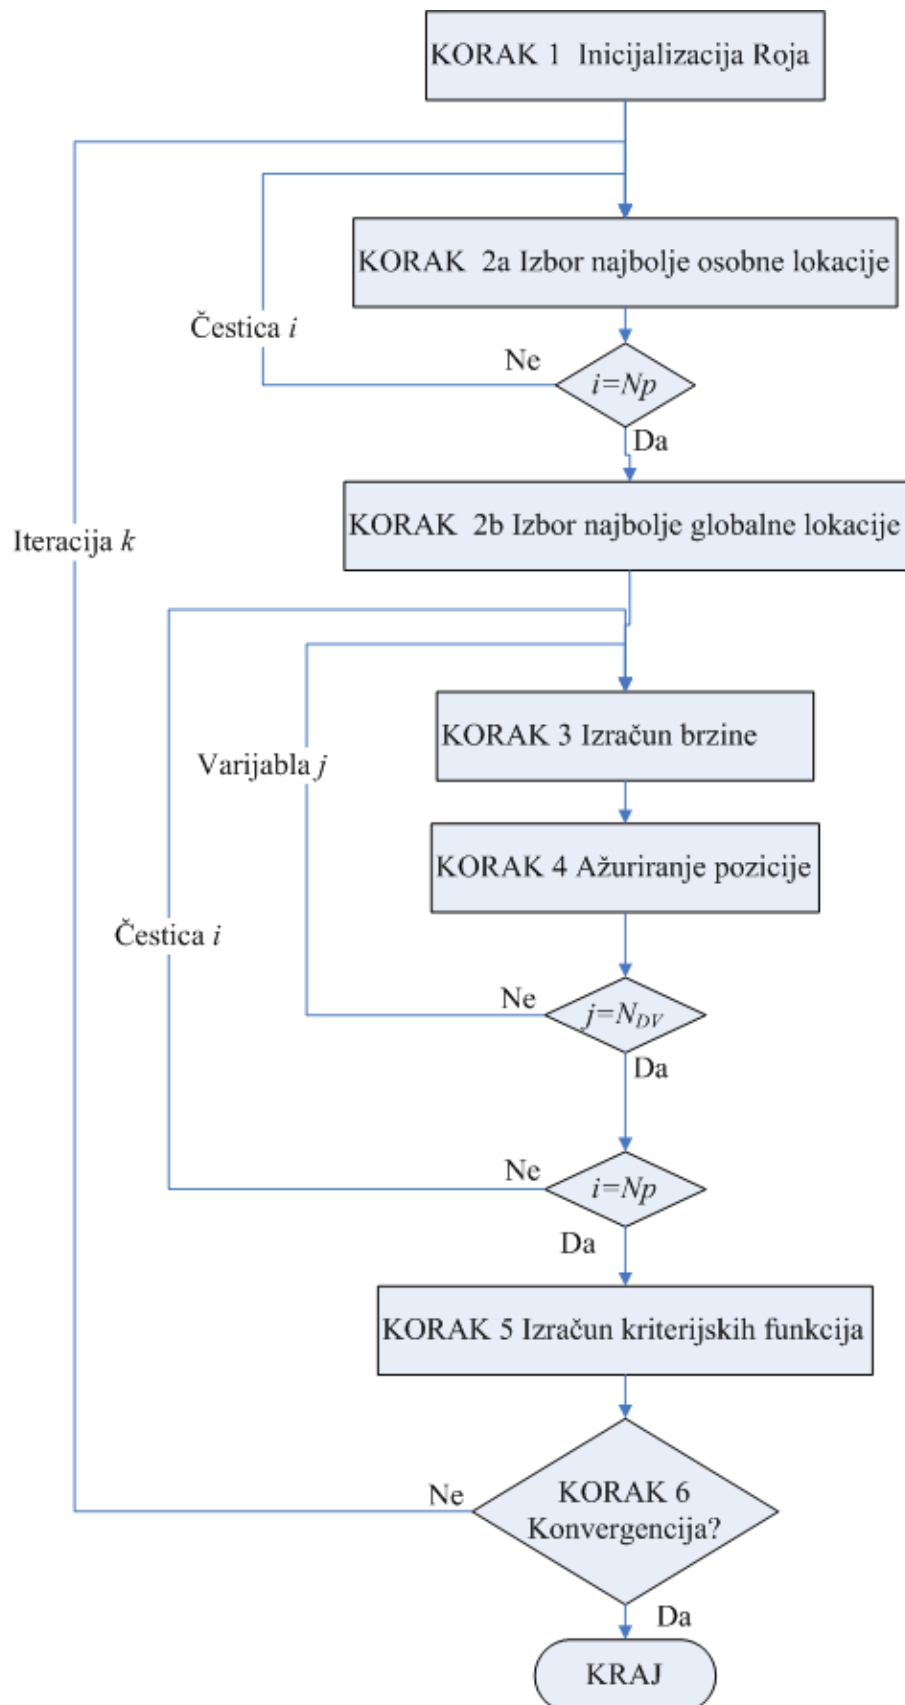 KORAK 1 Inicijalizacija Roja
KORAK 2a Izbor najbolje osobne lokacije
Čestica i
Ne
i=Np
Da
KORAK 2b Izbor najbolje globalne lokacije
Iteracija k
KORAK 3 Izračun brzine
Varijabla j
KORAK 4 Ažuriranje pozicije
Čestica i
Ne
j=N_DV
Da
Ne
i=Np
Da
KORAK 5 Izračun kriterijskih funkcija
Ne
KORAK 6
Konvergencija?
Da
KRAJ